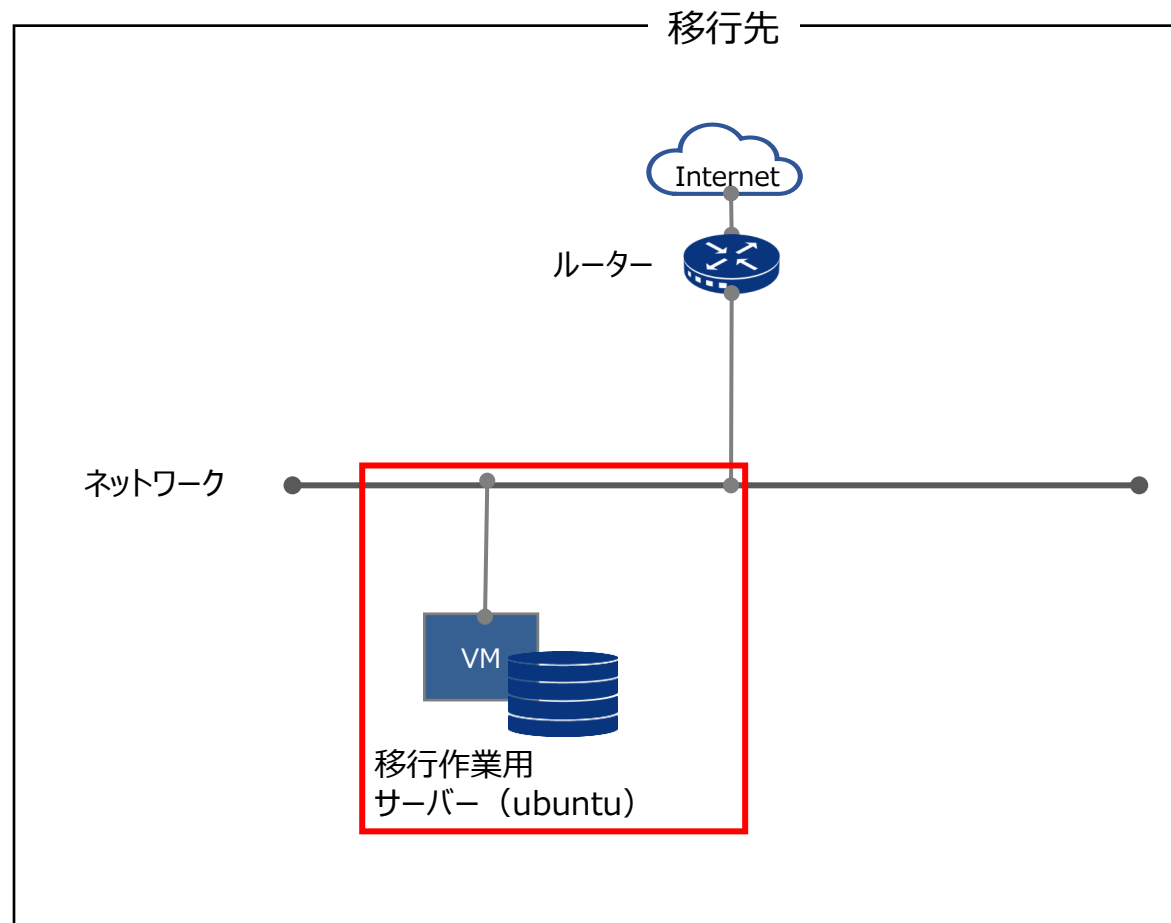 移行先
Internet
ルーター
ネットワーク
VM
移行作業用
サーバー（ubuntu）